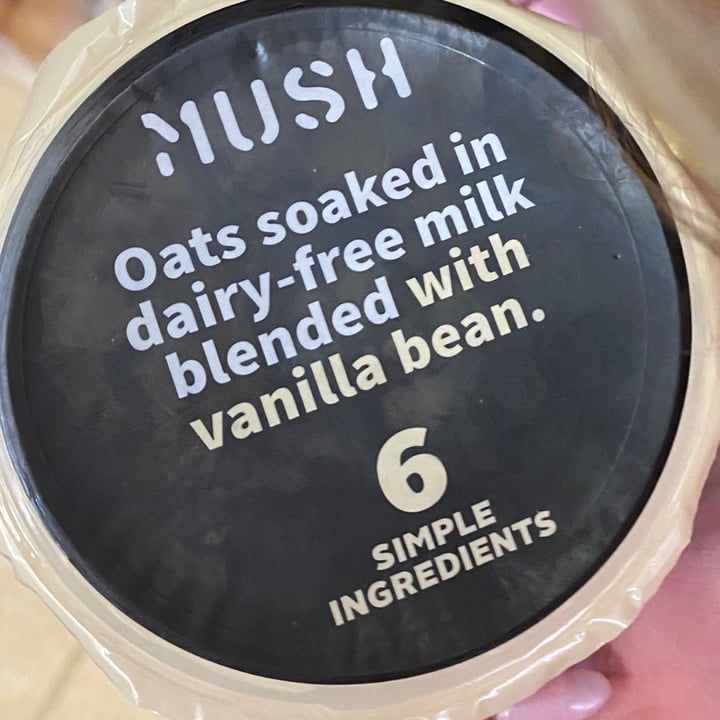 MUSH
Oats soaked in
dairy-free milk
blended with
vanilla bean.
6
SIMPLE
INGREDIENTS